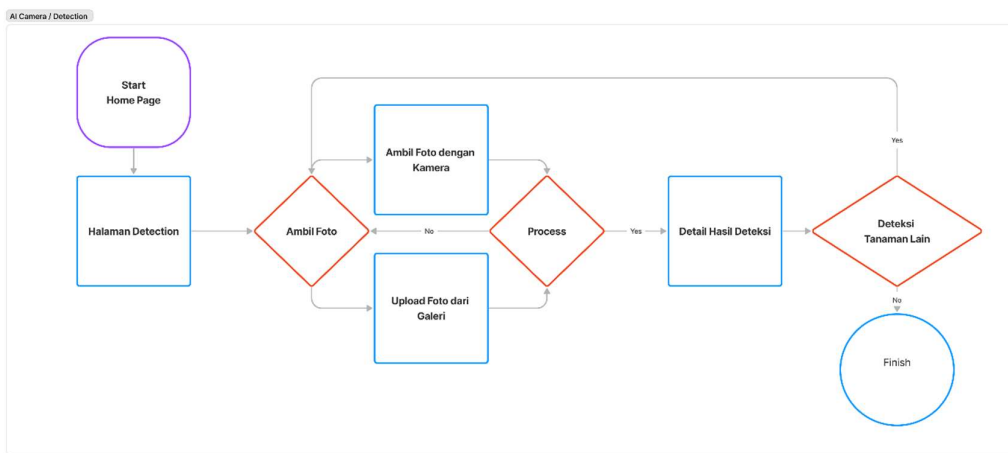 AI Camera / Detection
Start
Home Page
Halaman Detection
Ambil Foto
Ambil Foto dengan
Kamera
Upload Foto dari
Galeri
No
Process
Yes
Detail Hasil Deteksi
Deteksi
Tanaman Lain
Yes
No
Finish